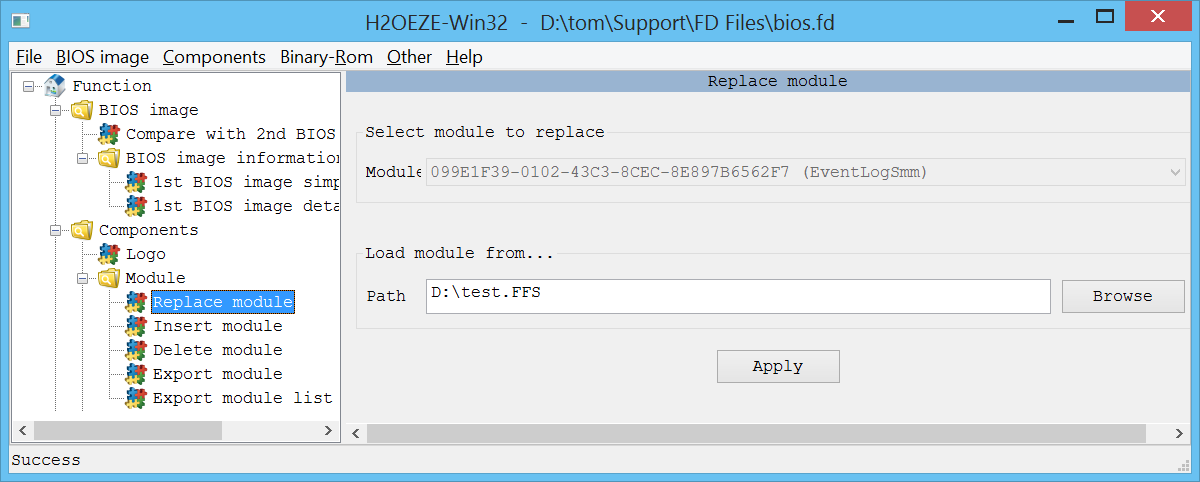 H2OEZE-Win32 - D:\tom\Support\FD Files\bios.fd
File BIOS image Components Binary-Rom Other Help
Function
BIOS image
Compare with 2nd BIOS
BIOS image information
1st BIOS image simp
1st BIOS image deta
Components
Logo
Module
Replace module
Insert module
Delete module
Export module
Export module list
Replace module
Select module to replace
Module 099E1F39-0102-43C3-8CEC-8E897B6562F7 (EventLogSmm)
Load module from...
Path D:\test.FFS Browse
Apply
Success